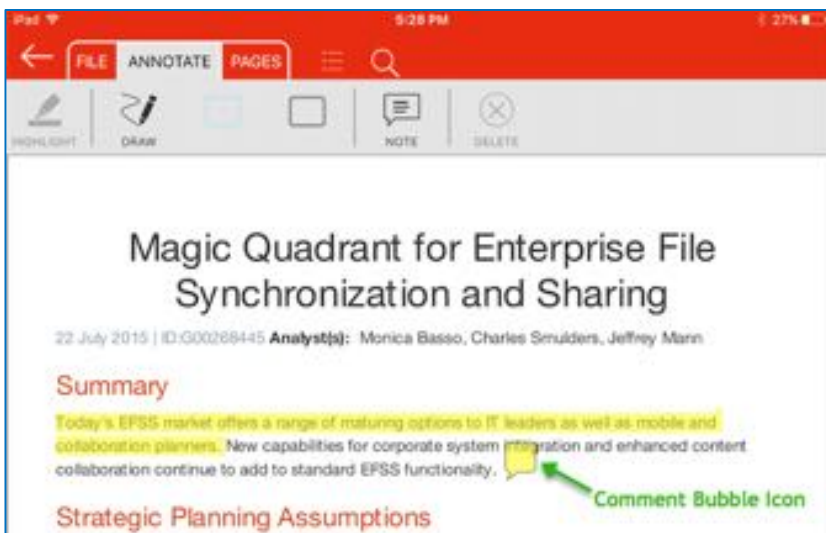 iPad 5:28 PM 27%
FILE ANNOTATE PAGES
HIGHLIGHT DRAW NOTE DELETE
Magic Quadrant for Enterprise File
Synchronization and Sharing
22 July 2015 | ID:G00268445 Analyst(s): Monica Basso, Charles Smulders, Jeffrey Mann
Summary
Today's EFSS market offers a range of maturing options to IT leaders as well as mobile and
collaboration planners. New capabilities for corporate system integration and enhanced content
collaboration continue to add to standard EFSS functionality.
Comment Bubble Icon
Strategic Planning Assumptions